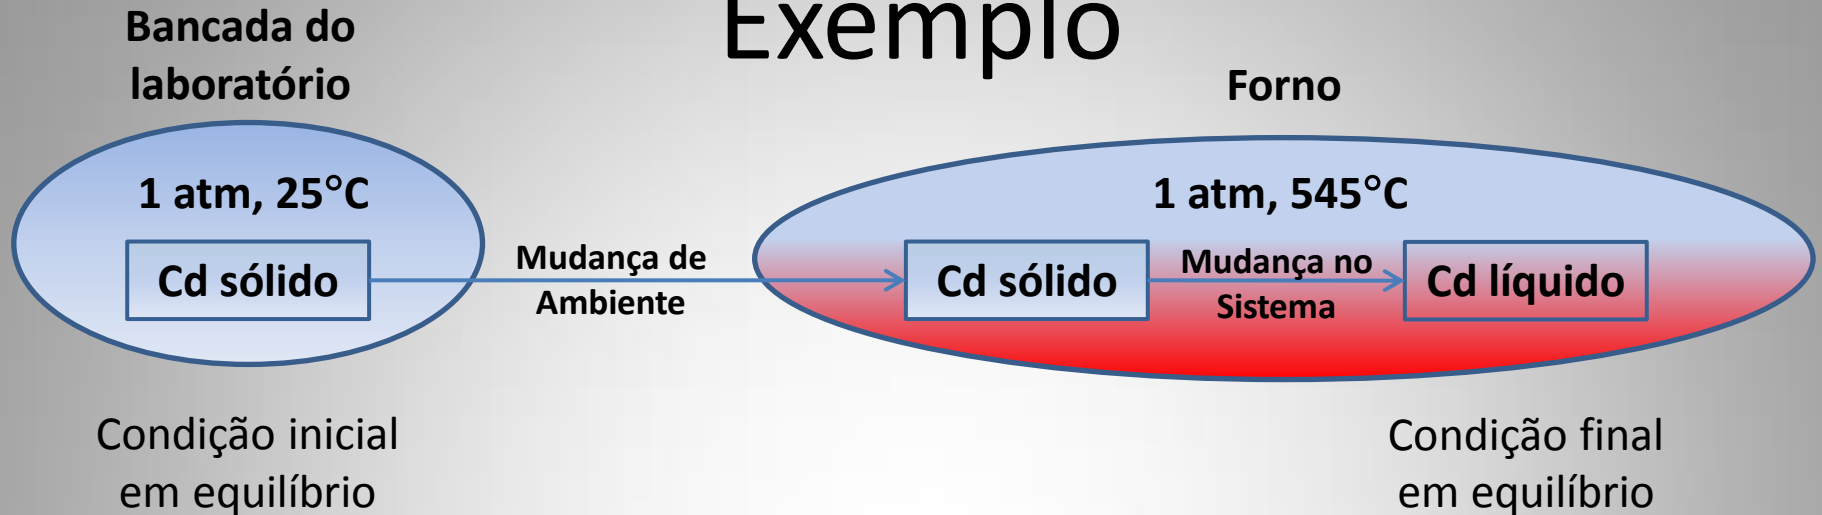 Exemplo
Bancada do
laboratório
1 atm, 25°C
Cd sólido
Mudança de
Ambiente
Forno
1 atm, 545°C
Cd sólido
Mudança no
Sistema
Cd líquido
Condição inicial
em equilíbrio
Condição final
em equilíbrio